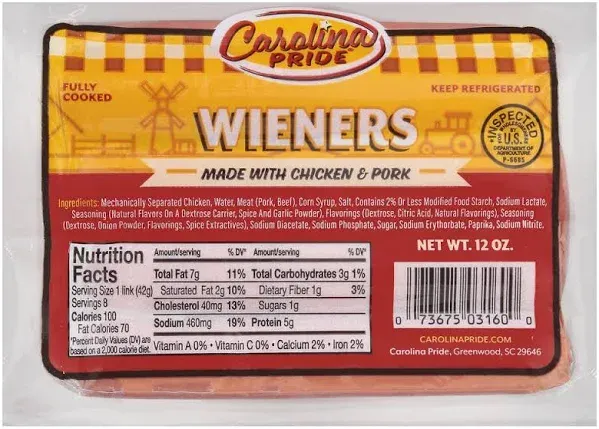 Carolina
PRIDE
FULLY
COOKED
KEEP REFRIGERATED
WIENERS
INSPECTED
FOR WHOLESOMENESS
BY
U.S.
DEPARTMENT OF
AGRICULTURE
P-6685
MADE WITH CHICKEN & PORK
Ingredients: Mechanically Separated Chicken, Water, Meat (Pork, Beef), Corn Syrup, Salt, Contains 2% Or Less Modified Food Starch, Sodium Lactate,
Seasoning (Natural Flavors On A Dextrose Carrier, Spice And Garlic Powder), Flavorings (Dextrose, Citric Acid, Natural Flavorings), Seasoning
(Dextrose, Onion Powder, Flavorings, Spice Extractives), Sodium Diacetate, Sodium Phosphate, Sugar, Sodium Erythorbate, Paprika, Sodium Nitrite.
NET WT. 12 OZ.
Nutrition
Facts
Serving Size 1 link (42g)
Servings 8
Calories 100
Fat Calories 70
*Percent Daily Values (DV) are
based on a 2,000 calorie diet.
Amount/serving % DV*
Total Fat 7g 11%
Saturated Fat 2g 10%
Cholesterol 40mg 13%
Sodium 460mg 19%
Amount/serving % DV*
Total Carbohydrates 3g 1%
Dietary Fiber 1g 3%
Sugars 1g
Protein 5g
Vitamin A 0% • Vitamin C 0% • Calcium 2% • Iron 2%
0 73675 03160 0
CAROLINAPRIDE.COM
Carolina Pride, Greenwood, SC 29646